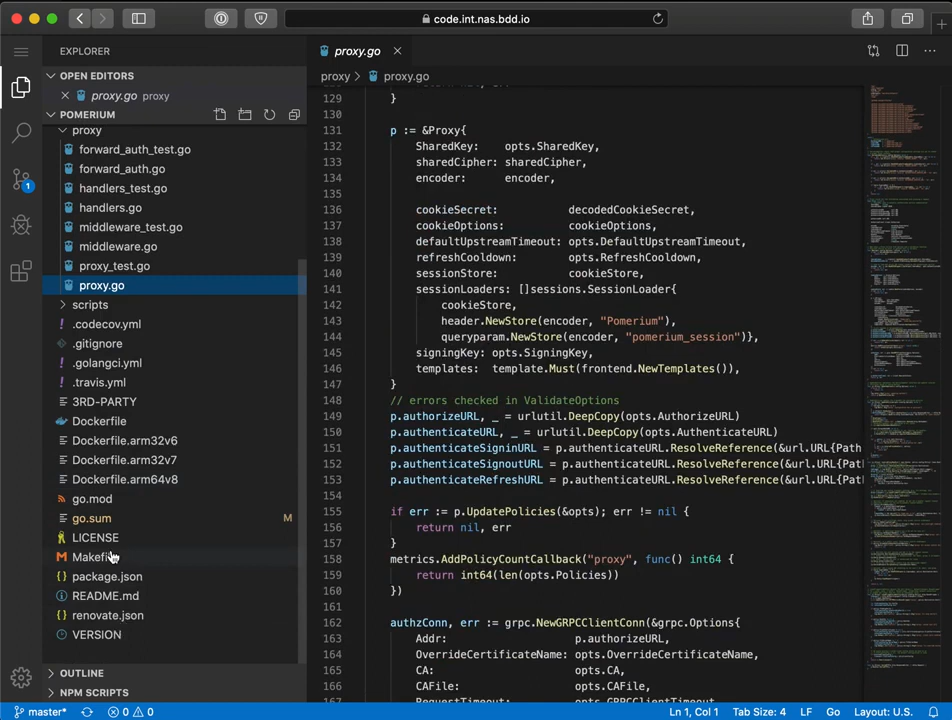 code.int.nas.bdd.io
EXPLORER
OPEN EDITORS
proxy.go proxy
POMERIUM
proxy
forward_auth_test.go
forward_auth.go
handlers_test.go
handlers.go
middleware_test.go
middleware.go
proxy_test.go
proxy.go
scripts
.codecov.yml
.gitignore
.golangci.yml
.travis.yml
3RD-PARTY
Dockerfile
Dockerfile.arm32v6
Dockerfile.arm32v7
Dockerfile.arm64v8
go.mod
go.sum M
LICENSE
Makefile
package.json
README.md
renovate.json
VERSION
OUTLINE
NPM SCRIPTS
1
proxy.go
proxy > proxy.go
129 }
130
131 p := &Proxy{
132 SharedKey: opts.SharedKey,
133 sharedCipher: sharedCipher,
134 encoder: encoder,
135
136 cookieSecret: decodedCookieSecret,
137 cookieOptions: cookieOptions,
138 defaultUpstreamTimeout: opts.DefaultUpstreamTimeout,
139 refreshCooldown: opts.RefreshCooldown,
140 sessionStore: cookieStore,
141 sessionLoaders: []sessions.SessionLoader{
142 cookieStore,
143 header.NewStore(encoder, "Pomerium"),
144 queryparam.NewStore(encoder, "pomerium_session")},
145 signingKey: opts.SigningKey,
146 templates: template.Must(frontend.NewTemplates()),
147 }
148 // errors checked in ValidateOptions
149 p.authorizeURL, _ = urlutil.DeepCopy(opts.AuthorizeURL)
150 p.authenticateURL, _ = urlutil.DeepCopy(opts.AuthenticateURL)
151 p.authenticateSigninURL = p.authenticateURL.ResolveReference(&url.URL{Path
152 p.authenticateSignoutURL = p.authenticateURL.ResolveReference(&url.URL{Path
153 p.authenticateRefreshURL = p.authenticateURL.ResolveReference(&url.URL{Path
154
155 if err := p.UpdatePolicies(&opts); err != nil {
156 return nil, err
157 }
158 metrics.AddPolicyCountCallback("proxy", func() int64 {
159 return int64(len(opts.Policies))
160 })
161
162 authzConn, err := grpc.NewGRPCClientConn(&grpc.Options{
163 Addr: p.authorizeURL,
164 OverrideCertificateName: opts.OverrideCertificateName,
165 CA: opts.CA,
166 CAFile: opts.CAFile,
167 RequestTimeout: opts.GRPCClientTimeout,
master* 0 0 Ln 1, Col 1 Tab Size: 4 LF Go Layout: U.S.